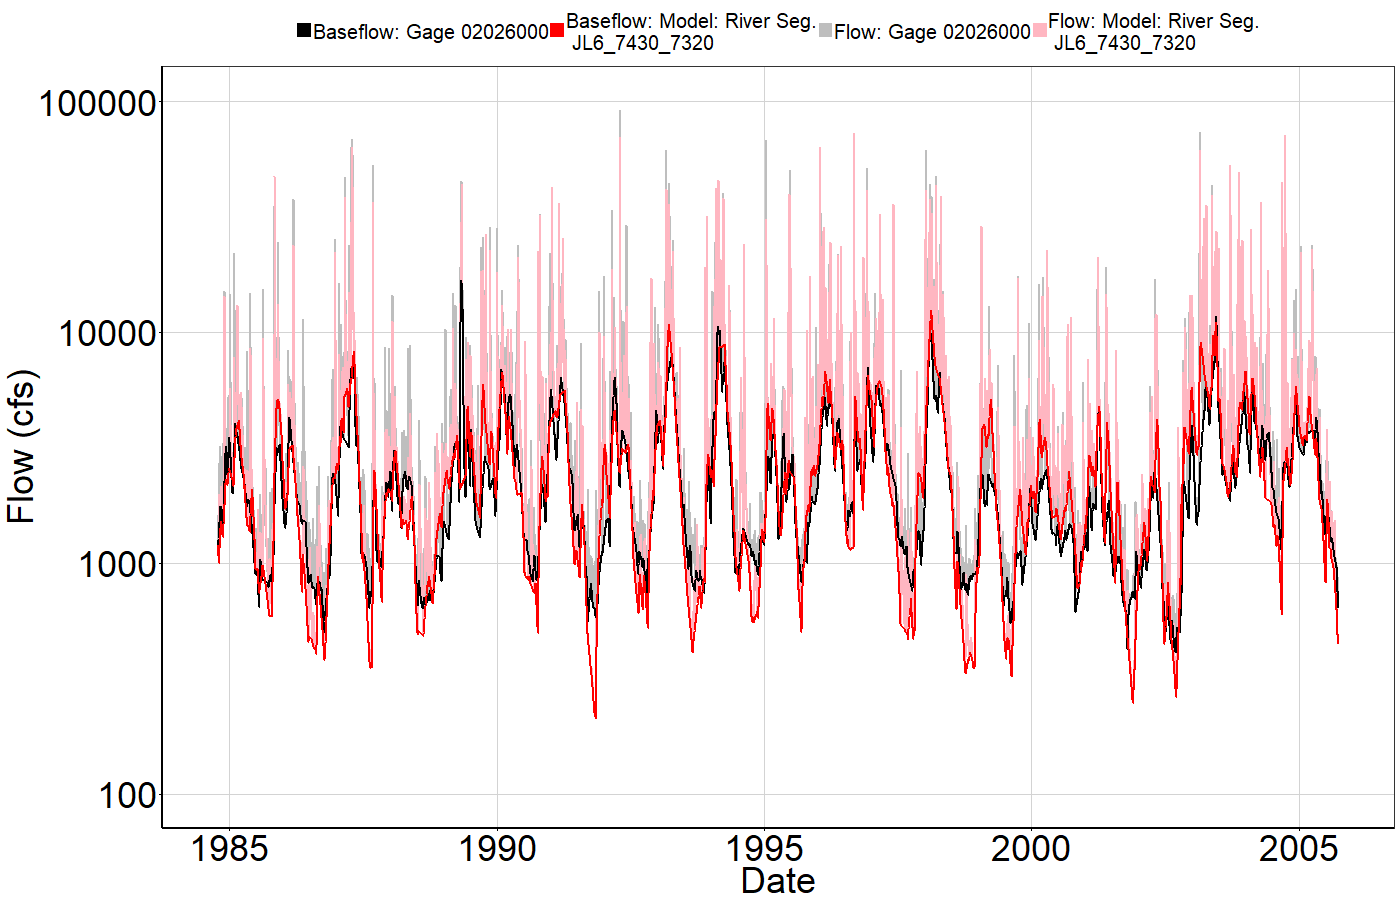 Baseflow: Gage 02026000
Baseflow: Model: River Seg.
JL6_7430_7320
Flow: Gage 02026000
Flow: Model: River Seg.
JL6_7430_7320
100000
10000
1000
100
Flow (cfs)
1985
1990
1995
2000
2005
Date